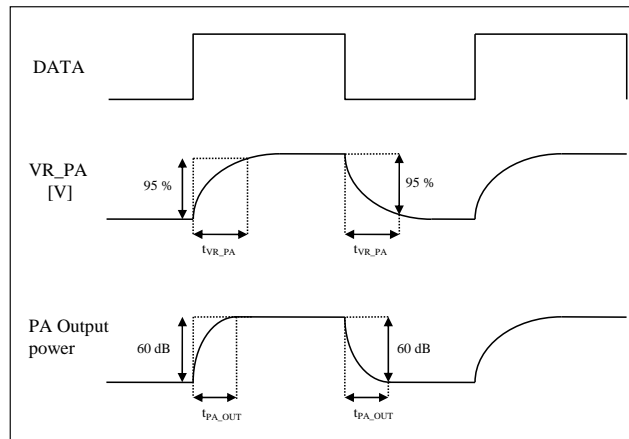 DATA
VR_PA
[V]
95 %
95 %
tVR_PA
tVR_PA
PA Output
power
60 dB
60 dB
tPA_OUT
tPA_OUT